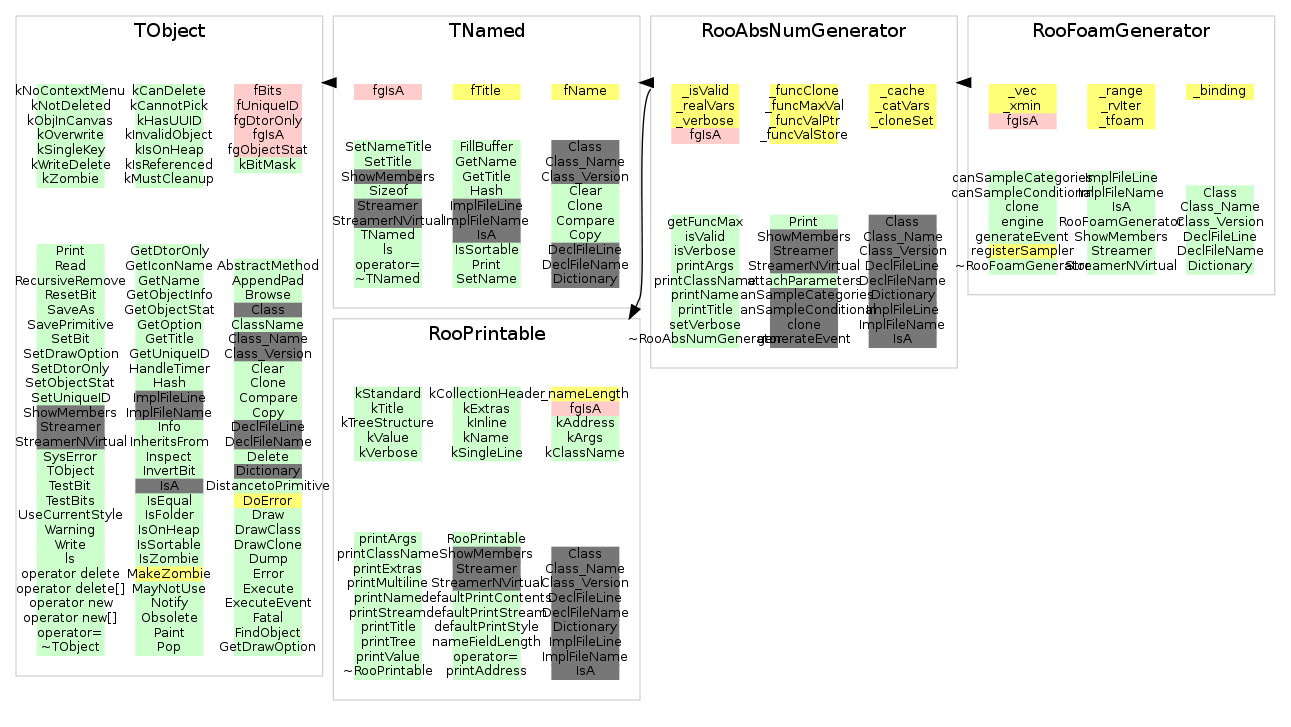 TObject
kNoContextMenu
kNotDeleted
kObjInCanvas
kOverwrite
kSingleKey
kWriteDelete
kZombie
kCanDelete
kCannotPick
kHasUUID
kInvalidObject
kIsOnHeap
kIsReferenced
kMustCleanup
fBits
fUniqueID
fgDtorOnly
fgIsA
fgObjectStat
kBitMask
Print
Read
RecursiveRemove
ResetBit
SaveAs
SavePrimitive
SetBit
SetDrawOption
SetDtorOnly
SetObjectStat
SetUniqueID
ShowMembers
Streamer
StreamerNVirtual
SysError
TObject
TestBit
TestBits
UseCurrentStyle
Warning
Write
ls
operator delete
operator delete[]
operator new
operator new[]
operator=
~TObject
GetDtorOnly
GetIconName
GetName
GetObjectInfo
GetObjectStat
GetOption
GetTitle
GetUniqueID
HandleTimer
Hash
ImplFileLine
ImplFileName
Info
InheritsFrom
Inspect
InvertBit
IsA
IsEqual
IsFolder
IsOnHeap
IsSortable
IsZombie
MakeZombie
MayNotUse
Notify
Obsolete
Paint
Pop
AbstractMethod
AppendPad
Browse
Class
ClassName
Class_Name
Class_Version
Clear
Clone
Compare
Copy
DeclFileLine
DeclFileName
Delete
Dictionary
DistancetoPrimitive
DoError
Draw
DrawClass
DrawClone
Dump
Error
Execute
ExecuteEvent
Fatal
FindObject
GetDrawOption
TNamed
fgIsA
fTitle
fName
SetNameTitle
SetTitle
ShowMembers
Sizeof
Streamer
StreamerNVirtual
TNamed
ls
operator=
~TNamed
FillBuffer
GetName
GetTitle
Hash
ImplFileLine
ImplFileName
IsA
IsSortable
Print
SetName
Class
Class_Name
Class_Version
Clear
Clone
Compare
Copy
DeclFileLine
DeclFileName
Dictionary
RooPrintable
kStandard
kTitle
kTreeStructure
kValue
kVerbose
kCollectionHeader
kExtras
kInline
kName
kSingleLine
_nameLength
fgIsA
kAddress
kArgs
kClassName
printArgs
printClassName
printExtras
printMultiline
printName
printStream
printTitle
printTree
printValue
~RooPrintable
RooPrintable
ShowMembers
Streamer
StreamerNVirtual
defaultPrintContents
defaultPrintStream
defaultPrintStyle
nameFieldLength
operator=
printAddress
Class
Class_Name
Class_Version
DeclFileLine
DeclFileName
Dictionary
ImplFileLine
ImplFileName
IsA
RooAbsNumGenerator
_isValid
_realVars
_verbose
fgIsA
_funcClone
_funcMaxVal
_funcValPtr
_funcValStore
_cache
_catVars
_cloneSet
getFuncMax
isValid
isVerbose
printArgs
printClassName
printName
printTitle
setVerbose
~RooAbsNumGenerator
Print
ShowMembers
Streamer
StreamerNVirtual
attachParameters
canSampleCategories
canSampleConditional
clone
generateEvent
Class
Class_Name
Class_Version
DeclFileLine
DeclFileName
Dictionary
ImplFileLine
ImplFileName
IsA
RooFoamGenerator
_vec
_xmin
fgIsA
_range
_rvIter
_tfoam
_binding
canSampleCategories
canSampleConditional
clone
engine
generateEvent
registerSampler
~RooFoamGenerator
ImplFileLine
ImplFileName
IsA
RooFoamGenerator
ShowMembers
Streamer
StreamerNVirtual
Class
Class_Name
Class_Version
DeclFileLine
DeclFileName
Dictionary